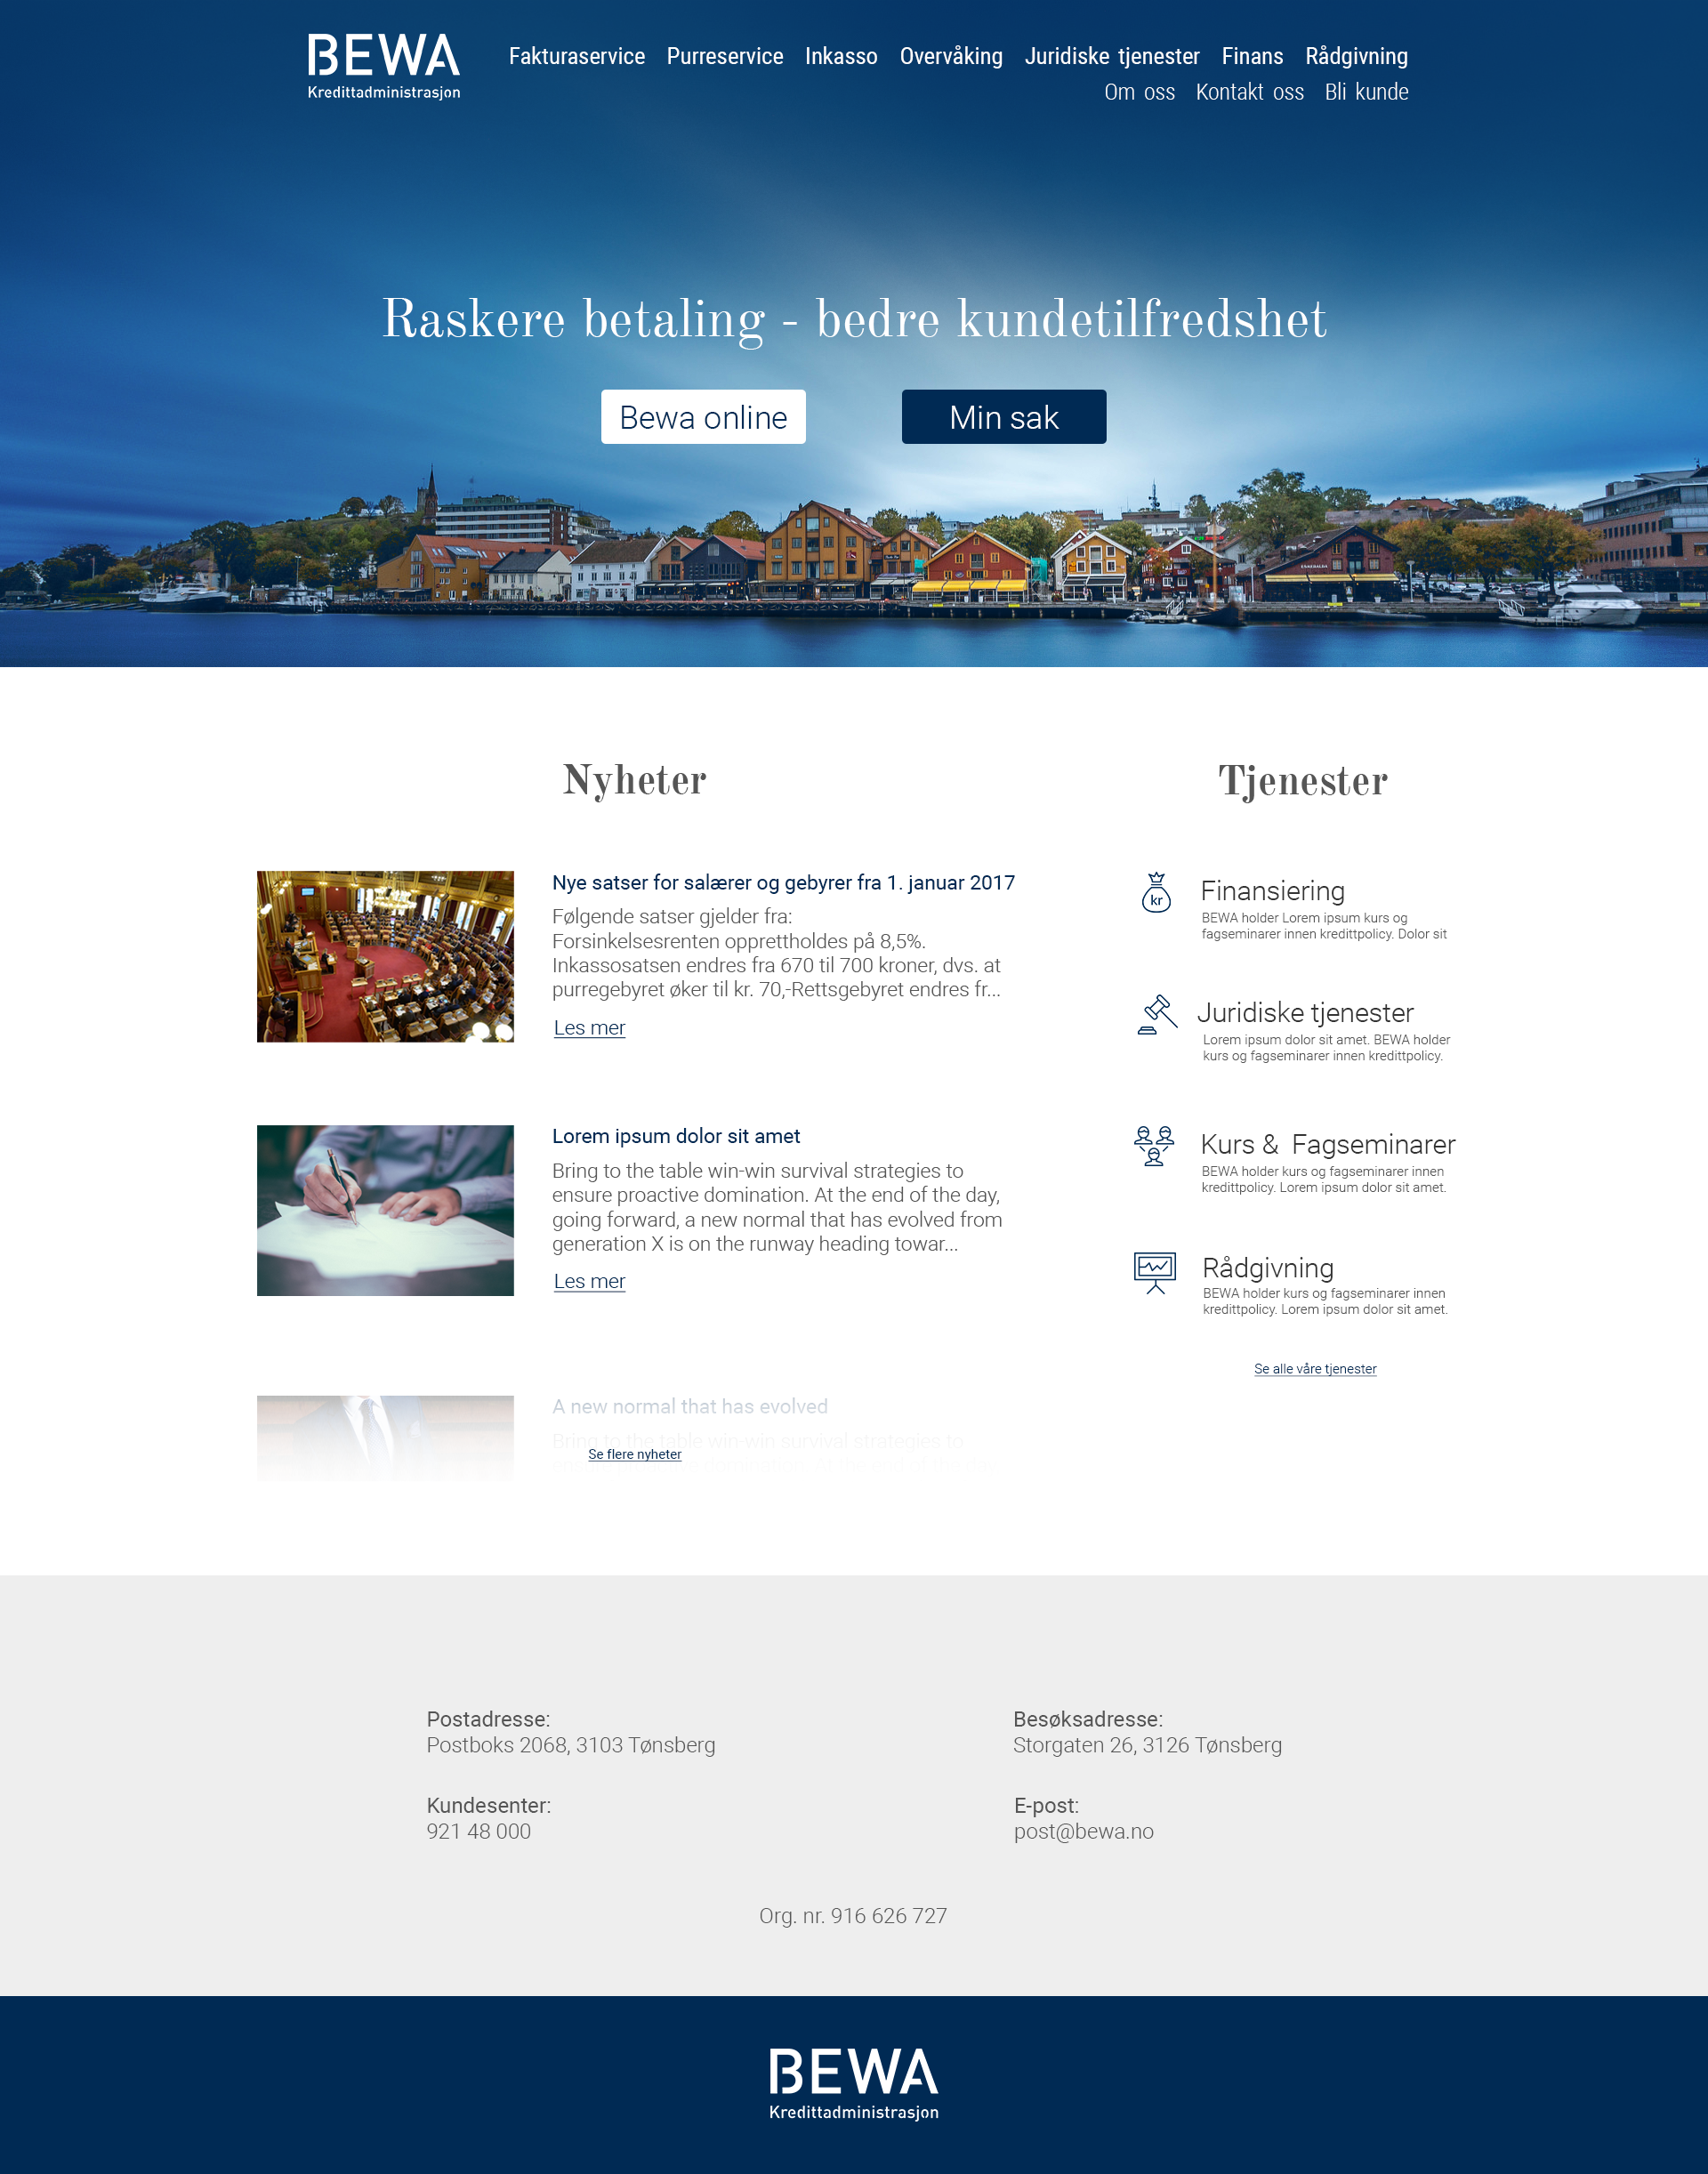 BEWA
Kredittadministrasjon
Fakturaservice Purreservice Inkasso Overvåking Juridiske tjenester Finans Rådgivning
Om oss Kontakt oss Bli kunde
Raskere betaling - bedre kundetilfredshet
Bewa online
Min sak
Nyheter
Nye satser for salærer og gebyrer fra 1. januar 2017
Følgende satser gjelder fra:
Forsinkelsesrenten opprettholdes på 8,5%.
Inkassosatsen endres fra 670 til 700 kroner, dvs. at
purregebyret øker til kr. 70,-Rettsgebyret endres fr...
Les mer
Lorem ipsum dolor sit amet
Bring to the table win-win survival strategies to
ensure proactive domination. At the end of the day,
going forward, a new normal that has evolved from
generation X is on the runway heading towar...
Les mer
A new normal that has evolved
Bring to the table win-win survival strategies to
Se flere nyheter
Tjenester
kr
Finansiering
BEWA holder Lorem ipsum kurs og
fagseminarer innen kredittpolicy. Dolor sit
Juridiske tjenester
Lorem ipsum dolor sit amet. BEWA holder
kurs og fagseminarer innen kredittpolicy.
Kurs & Fagseminarer
BEWA holder kurs og fagseminarer innen
kredittpolicy. Lorem ipsum dolor sit amet.
Rådgivning
BEWA holder kurs og fagseminarer innen
kredittpolicy. Lorem ipsum dolor sit amet.
Se alle våre tjenester
Postadresse:
Postboks 2068, 3103 Tønsberg
Besøksadresse:
Storgaten 26, 3126 Tønsberg
Kundesenter:
921 48 000
E-post:
post@bewa.no
Org. nr. 916 626 727
BEWA
Kredittadministrasjon